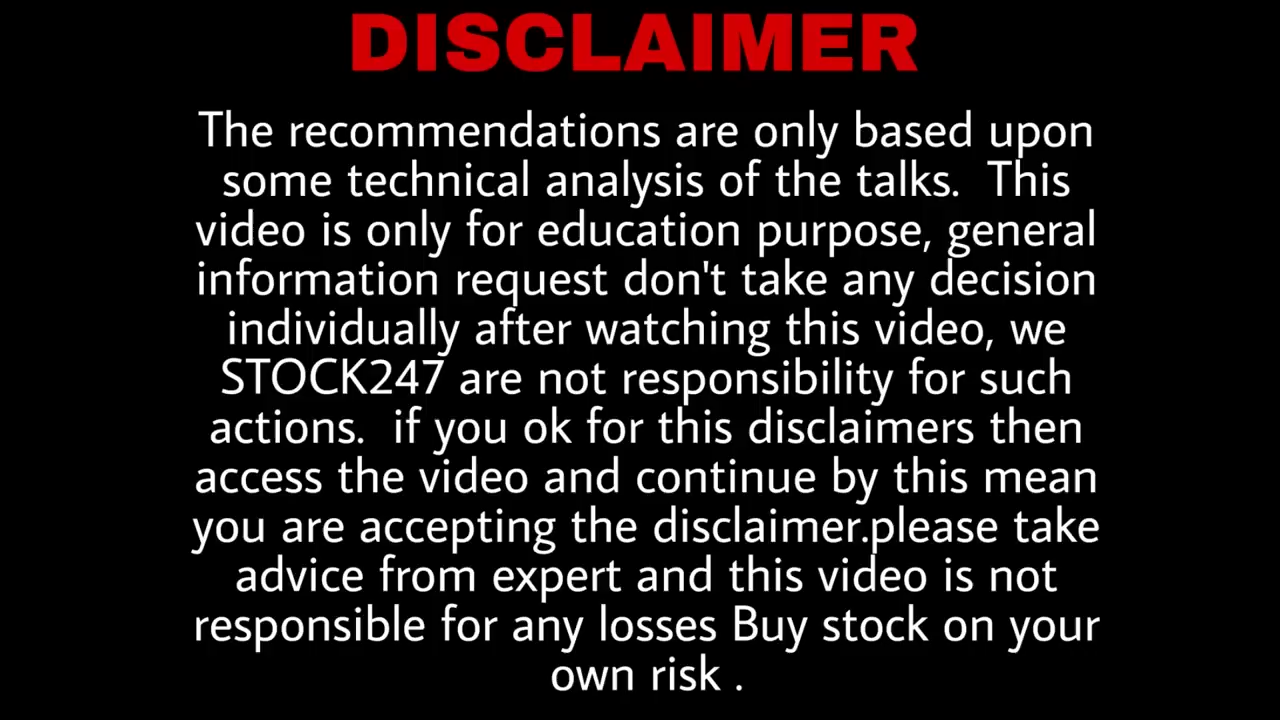 DISCLAIMER
The recommendations are only based upon
some technical analysis of the talks.  This
video is only for education purpose, general
information request don't take any decision
individually after watching this video, we
STOCK247 are not responsibility for such
actions.  if you ok for this disclaimers then
access the video and continue by this mean
you are accepting the disclaimer.please take
advice from expert and this video is not
responsible for any losses Buy stock on your
own risk .